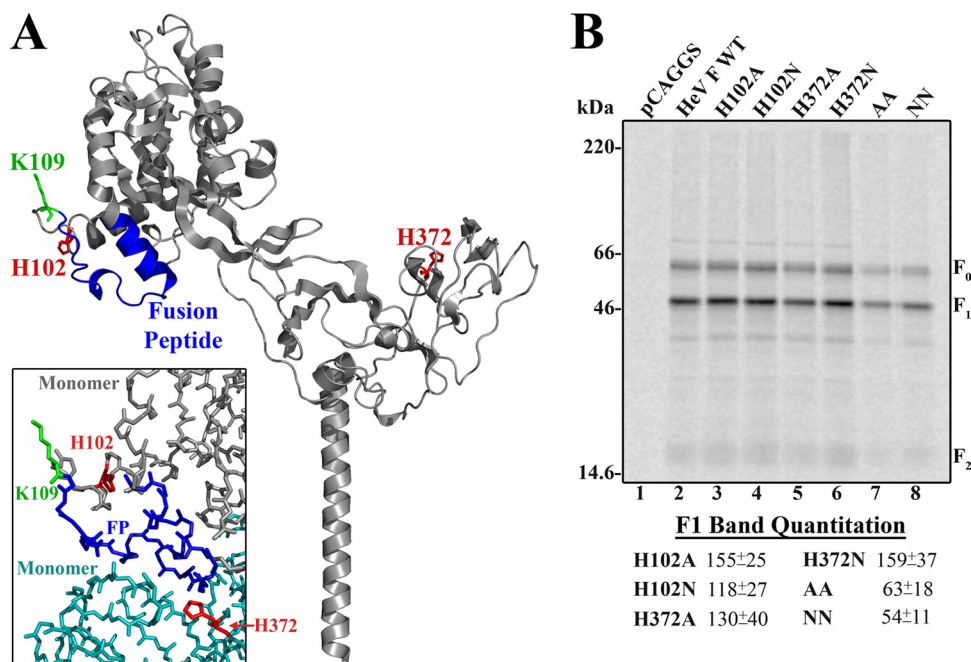 A
K109
H102
Fusion
Peptide
H372
Monomer
H102
K109
FP
Monomer
H372
B
pCAGGS
HeV F WT
H102A
H102N
H372A
H372N
AA
NN
kDa
220-
66-
46-
14.6-
F0
F1
F2
1 2 3 4 5 6 7 8
F1 Band Quantitation
H102A 155±25 H372N 159±37
H102N 118±27 AA 63±18
H372A 130±40 NN 54±11